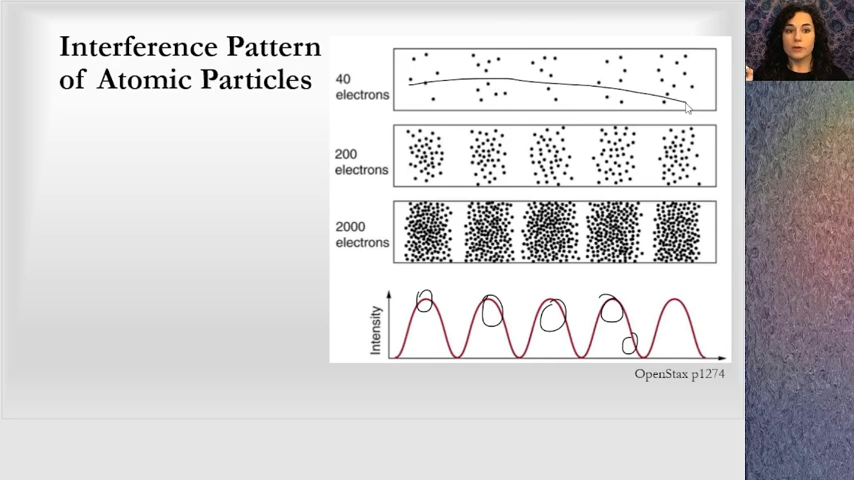 Interference Pattern
of Atomic Particles
40
electrons
200
electrons
2000
electrons
Intensity
OpenStax p1274